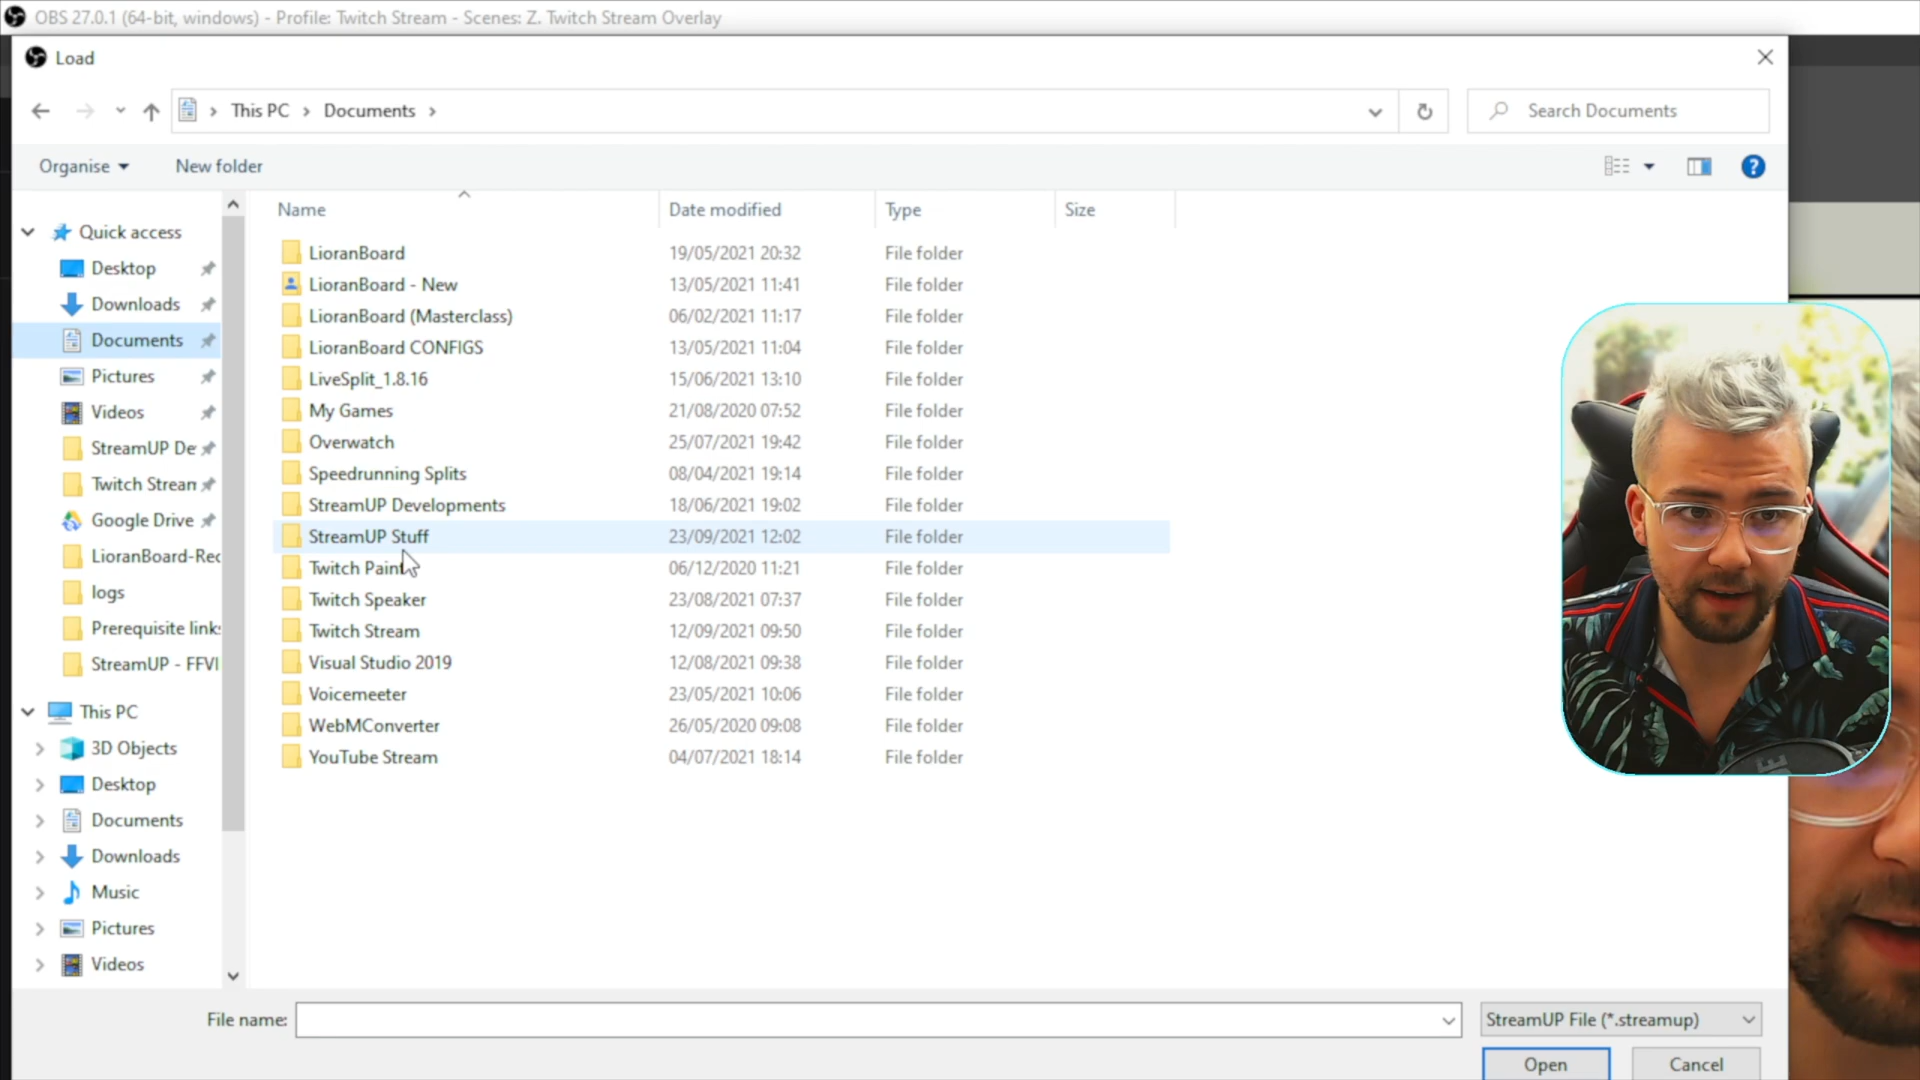 OBS 27.0.1 (64-bit, windows) - Profile: Twitch Stream - Scenes: Z. Twitch Stream Overlay
Load
This PC > Documents >
Search Documents
Organise
New folder
Name Date modified Type Size
Quick access
Desktop
Downloads
Documents
Pictures
Videos
StreamUP De
Twitch Stream
Google Drive
LioranBoard-Rec
logs
Prerequisite links
StreamUP - FFVI
This PC
3D Objects
Desktop
Documents
Downloads
Music
Pictures
Videos
LioranBoard 19/05/2021 20:32 File folder
LioranBoard - New 13/05/2021 11:41 File folder
LioranBoard (Masterclass) 06/02/2021 11:17 File folder
LioranBoard CONFIGS 13/05/2021 11:04 File folder
LiveSplit_1.8.16 15/06/2021 13:10 File folder
My Games 21/08/2020 07:52 File folder
Overwatch 25/07/2021 19:42 File folder
Speedrunning Splits 08/04/2021 19:14 File folder
StreamUP Developments 18/06/2021 19:02 File folder
StreamUP Stuff 23/09/2021 12:02 File folder
Twitch Paint 06/12/2020 11:21 File folder
Twitch Speaker 23/08/2021 07:37 File folder
Twitch Stream 12/09/2021 09:50 File folder
Visual Studio 2019 12/08/2021 09:38 File folder
Voicemeeter 23/05/2021 10:06 File folder
WebMConverter 26/05/2020 09:08 File folder
YouTube Stream 04/07/2021 18:14 File folder
File name:
StreamUP File (*.streamup)
Open
Cancel